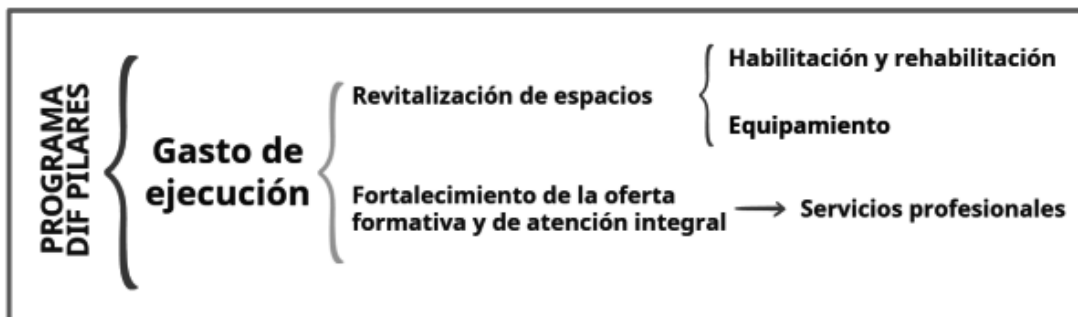 PROGRAMA
DIF PILARES
Gasto de
ejecución
Revitalización de espacios
Habilitación y rehabilitación
Equipamiento
Fortalecimiento de la oferta
formativa y de atención integral
Servicios profesionales